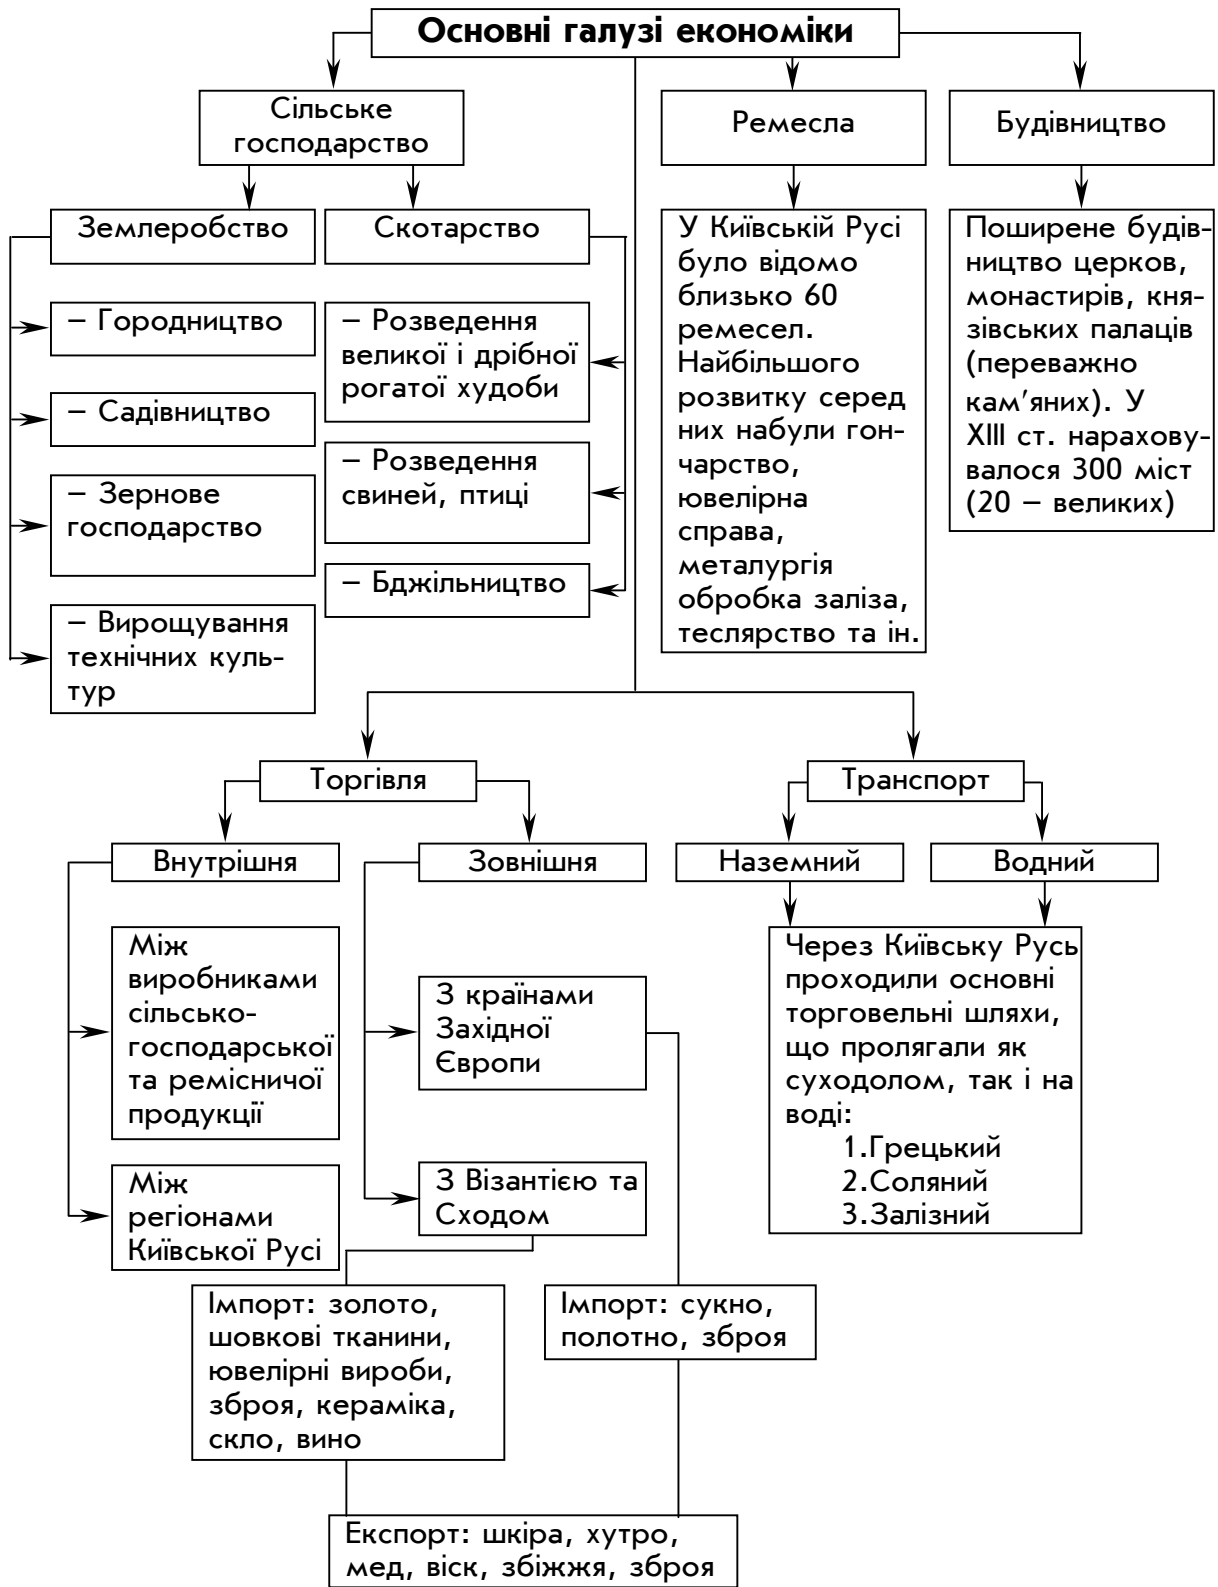 Основні галузі економіки
Сільське
господарство
Ремесла
Будівництво
Землеробство
Скотарство
– Городництво
– Садівництво
– Зернове
господарство
– Вирощування
технічних куль-
тур
– Розведення
великої і дрібної
рогатої худоби
– Розведення
свиней, птиці
– Бджільництво
У Київській Русі
було відомо
близько 60
ремесел.
Найбільшого
розвитку серед
них набули гон-
чарство,
ювелірна
справа,
металургія
обробка заліза,
теслярство та ін.
Поширене будів-
ництво церков,
монастирів, кня-
зівських палаців
(переважно
кам’яних). У
XIII ст. нарахову-
валося 300 міст
(20 – великих)
Торгівля
Транспорт
Внутрішня
Зовнішня
Наземний
Водний
Між
виробниками
сільсько-
господарської
та ремісничої
продукції
Між
регіонами
Київської Русі
З країнами
Західної
Європи
З Візантією та
Сходом
Через Київську Русь
проходили основні
торговельні шляхи,
що пролягали як
суходолом, так і на
воді:
1.Грецький
2.Соляний
3.Залізний
Імпорт: золото,
шовкові тканини,
ювелірні вироби,
зброя, кераміка,
скло, вино
Імпорт: сукно,
полотно, зброя
Експорт: шкіра, хутро,
мед, віск, збіжжя, зброя